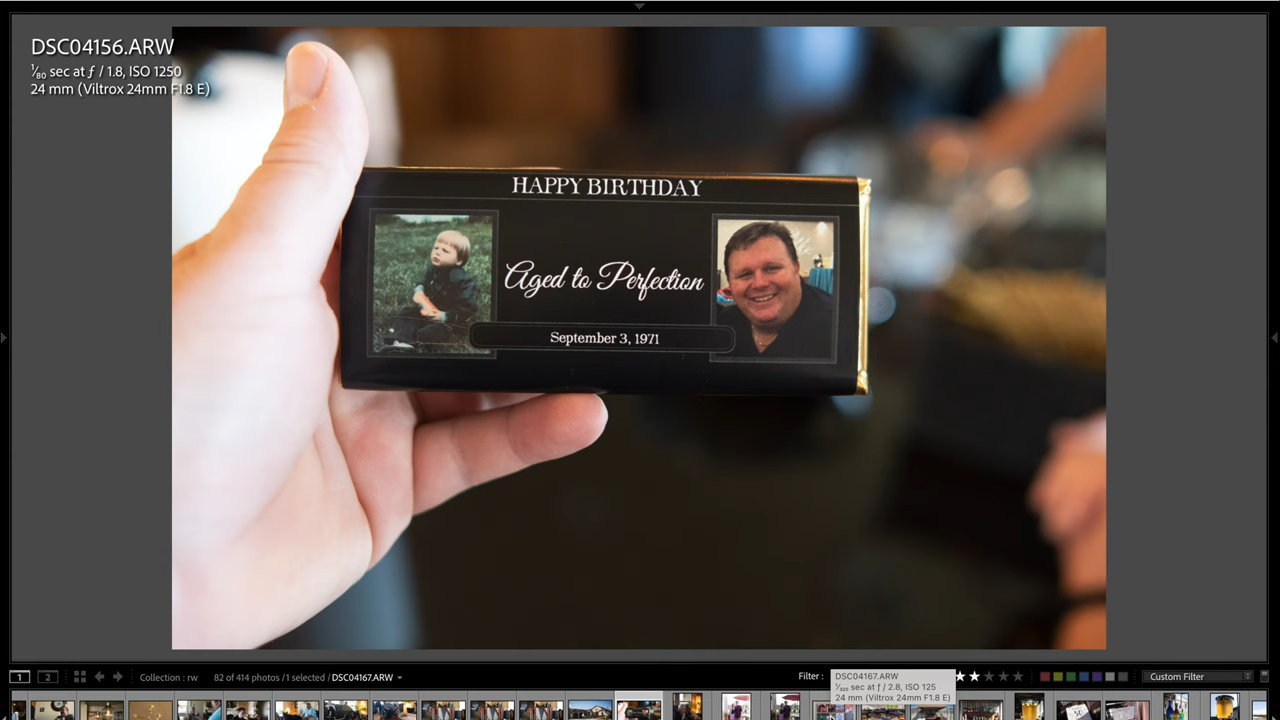 DSC04156.ARW
1/80 sec at ƒ / 1.8, ISO 1250
24 mm (Viltrox 24mm F1.8 E)
HAPPY BIRTHDAY
Aged to Perfection
September 3, 1971
1 2 Collection : rw 82 of 414 photos /1 selected / DSC04167.ARW Filter : Custom Filter
DSC04167.ARW
sec at ƒ / 2.8, ISO 125
24 mm (Viltrox 24mm F1.8 E)